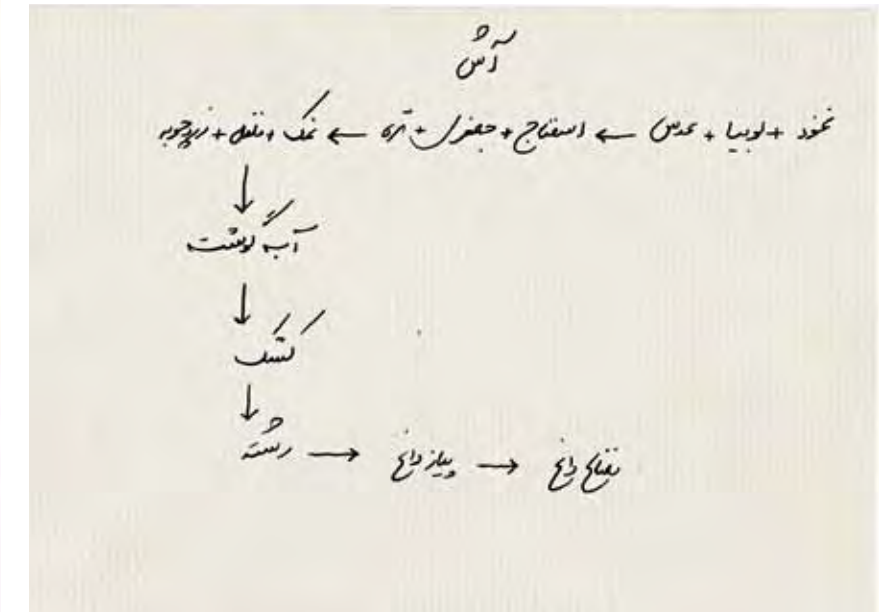 آش
نخود + لوبیا + عدس ← اسفناج + جعفری + تره ← نمک + فلفل + زردچوبه
↓
آب گوشت
↓
کشک
↓
رشته → پیاز داغ → نعناع داغ